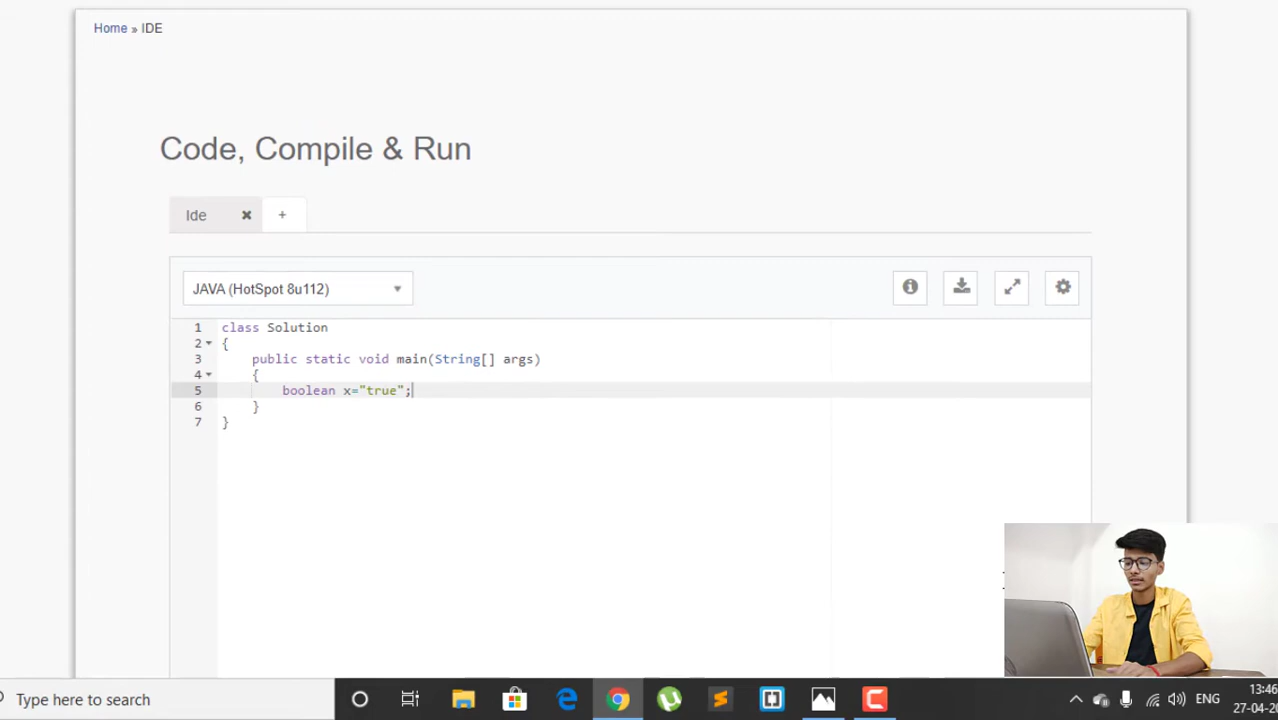 Home » IDE
Code, Compile & Run
Ide ✖ +
JAVA (HotSpot 8u112)
1 class Solution
2 {
3 public static void main(String[] args)
4 {
5 boolean x="true";
6 }
7 }
Type here to search
ENG
13:46
27-04-20